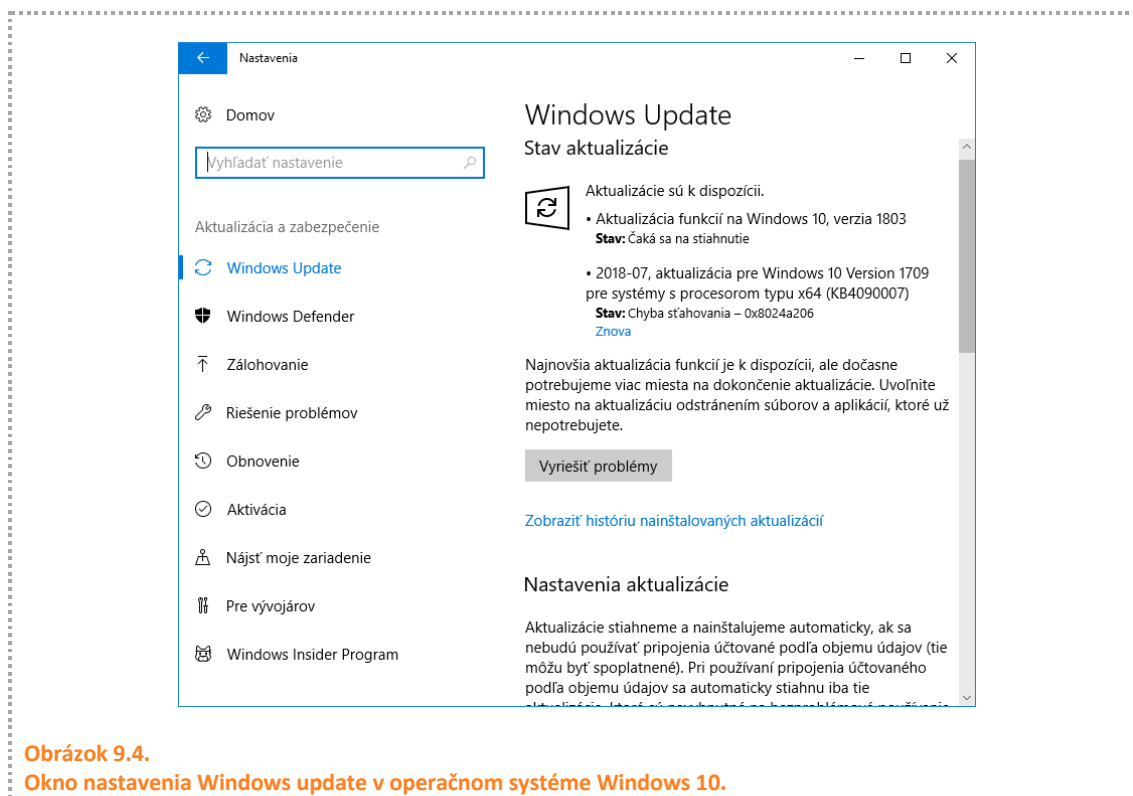 Nastavenia
Domov
Vyhľadať nastavenie
Aktualizácia a zabezpečenie
Windows Update
Windows Defender
Zálohovanie
Riešenie problémov
Obnovenie
Aktivácia
Nájsť moje zariadenie
Pre vývojárov
Windows Insider Program
Windows Update
Stav aktualizácie
Aktualizácie sú k dispozícii.
• Aktualizácia funkcií na Windows 10, verzia 1803
Stav: Čaká sa na stiahnutie
• 2018-07, aktualizácia pre Windows 10 Version 1709
pre systémy s procesorom typu x64 (KB4090007)
Stav: Chyba sťahovania – 0x8024a206
Znova
Najnovšia aktualizácia funkcií je k dispozícii, ale dočasne
potrebujeme viac miesta na dokončenie aktualizácie. Uvoľnite
miesto na aktualizáciu odstránením súborov a aplikácií, ktoré už
nepotrebujete.
Vyriešiť problémy
Zobraziť históriu nainštalovaných aktualizácií
Nastavenia aktualizácie
Aktualizácie stiahneme a nainštalujeme automaticky, ak sa
nebudú používať pripojenia účtované podľa objemu údajov (tie
môžu byť spoplatnené). Pri používaní pripojenia účtovaného
podľa objemu údajov sa automaticky stiahnu iba tie
Obrázok 9.4.
Okno nastavenia Windows update v operačnom systéme Windows 10.